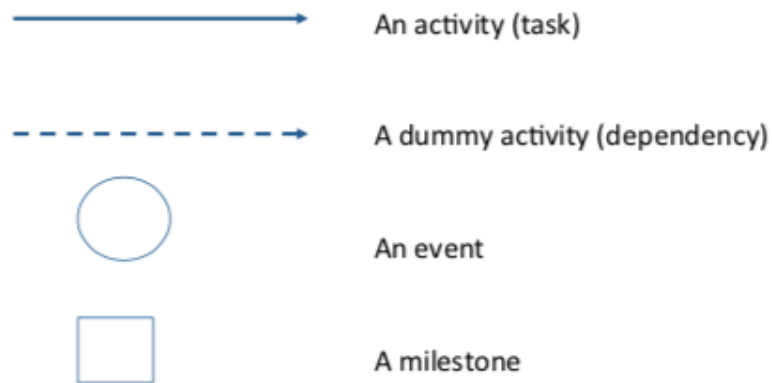 An activity (task)
A dummy activity (dependency)
An event
A milestone